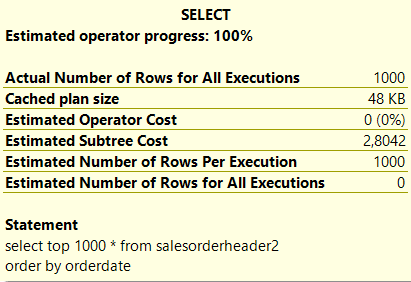 SELECT
Estimated operator progress: 100%
Actual Number of Rows for All Executions 1000
Cached plan size 48 KB
Estimated Operator Cost 0 (0%)
Estimated Subtree Cost 2,8042
Estimated Number of Rows Per Execution 1000
Estimated Number of Rows for All Executions 0
Statement
select top 1000 * from salesorderheader2
order by orderdate